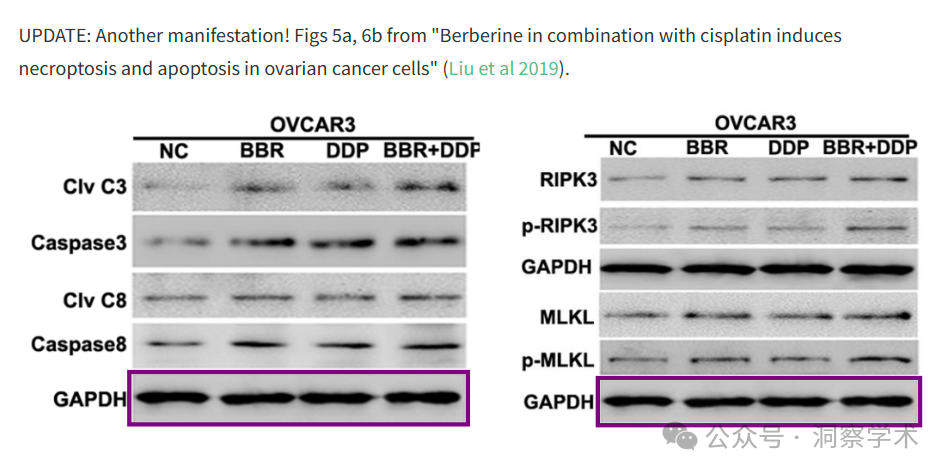 UPDATE: Another manifestation! Figs 5a, 6b from "Berberine in combination with cisplatin induces
necroptosis and apoptosis in ovarian cancer cells" (Liu et al 2019).
OVCAR3
NC BBR DDP BBR+DDP
Clv C3
Caspase3
Clv C8
Caspase8
GAPDH
OVCAR3
NC BBR DDP BBR+DDP
RIPK3
p-RIPK3
GAPDH
MLKL
p-MLKL
GAPDH
公众号 · 洞察学术